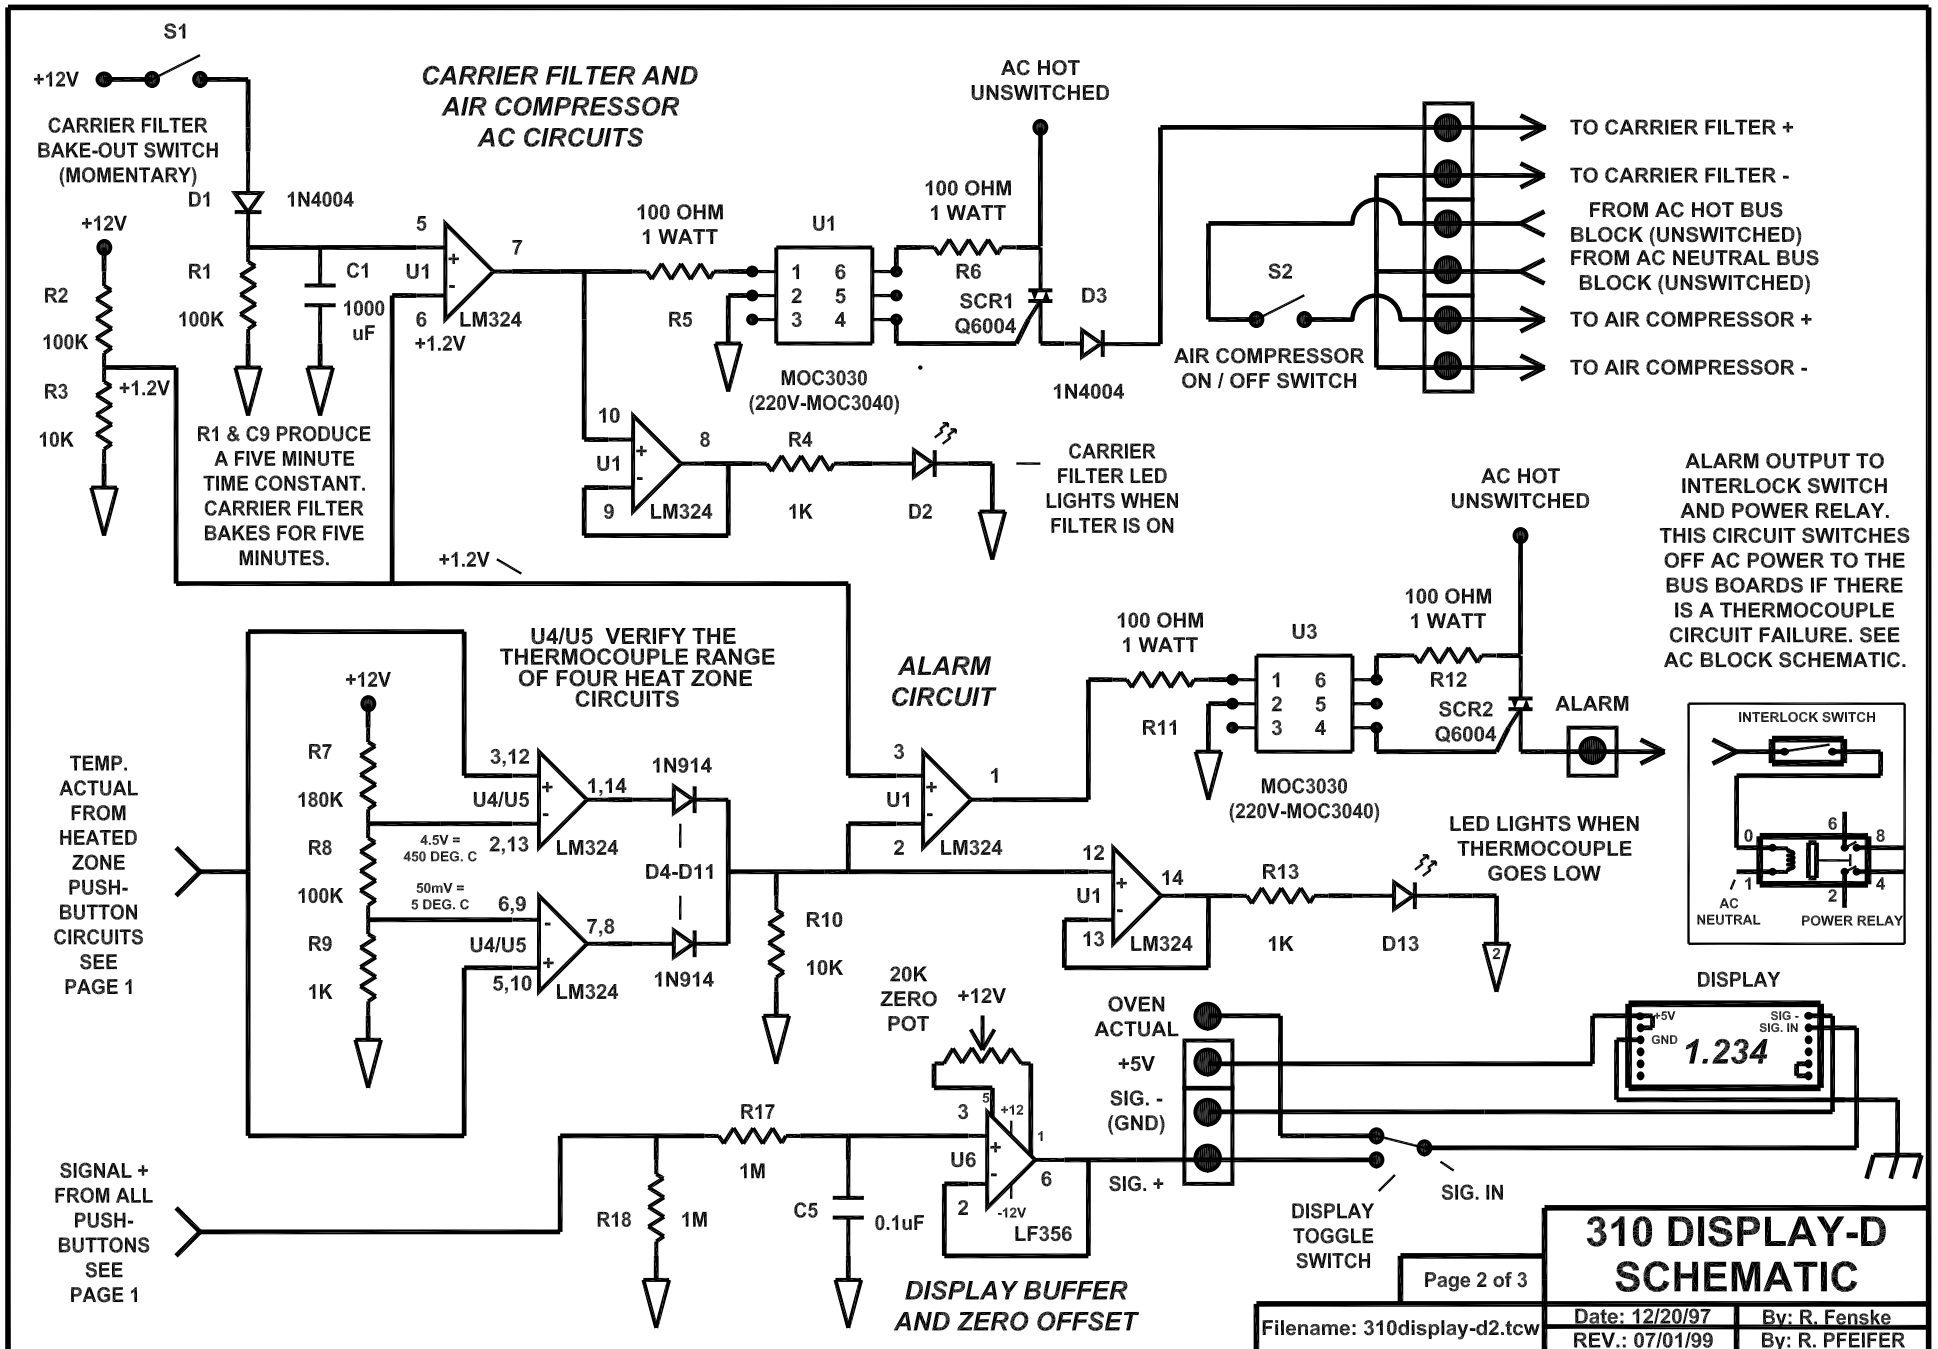 S1
+12V
CARRIER FILTER
BAKE-OUT SWITCH
(MOMENTARY)
D1
1N4004
+12V
R2
100K
R3
10K
+1.2V
R1
100K
C1
1000
uF
R1 & C9 PRODUCE
A FIVE MINUTE
TIME CONSTANT.
CARRIER FILTER
BAKES FOR FIVE
MINUTES.
CARRIER FILTER AND
AIR COMPRESSOR
AC CIRCUITS
5
+
U1
-
6
+1.2V
7
LM324
100 OHM
1 WATT
R5
U1
1 6
2 5
3 4
MOC3030
(220V-MOC3040)
100 OHM
1 WATT
R6
AC HOT
UNSWITCHED
SCR1
Q6004
D3
1N4004
10
+
U1
-
9
8
LM324
R4
1K
D2
CARRIER
FILTER LED
LIGHTS WHEN
FILTER IS ON
S2
AIR COMPRESSOR
ON / OFF SWITCH
TO CARRIER FILTER +
TO CARRIER FILTER -
FROM AC HOT BUS
BLOCK (UNSWITCHED)
FROM AC NEUTRAL BUS
BLOCK (UNSWITCHED)
TO AIR COMPRESSOR +
TO AIR COMPRESSOR -
+1.2V
U4/U5 VERIFY THE
THERMOCOUPLE RANGE
OF FOUR HEAT ZONE
CIRCUITS
ALARM
CIRCUIT
TEMP.
ACTUAL
FROM
HEATED
ZONE
PUSH-
BUTTON
CIRCUITS
SEE
PAGE 1
+12V
R7
180K
R8
100K
R9
1K
4.5V =
450 DEG. C
50mV =
5 DEG. C
3,12
+
U4/U5
-
2,13
1,14
LM324
6,9
-
U4/U5
+
5,10
7,8
LM324
1N914
D4-D11
1N914
R10
10K
3
+
U1
-
2
1
LM324
12
+
U1
-
13
14
LM324
R13
1K
D13
2
LED LIGHTS WHEN
THERMOCOUPLE
GOES LOW
100 OHM
1 WATT
R11
U3
1 6
2 5
3 4
MOC3030
(220V-MOC3040)
100 OHM
1 WATT
R12
AC HOT
UNSWITCHED
SCR2
Q6004
ALARM
ALARM OUTPUT TO
INTERLOCK SWITCH
AND POWER RELAY.
THIS CIRCUIT SWITCHES
OFF AC POWER TO THE
BUS BOARDS IF THERE
IS A THERMOCOUPLE
CIRCUIT FAILURE. SEE
AC BLOCK SCHEMATIC.
INTERLOCK SWITCH
0
6
8
1
2
4
AC
NEUTRAL
POWER RELAY
SIGNAL +
FROM ALL
PUSH-
BUTTONS
SEE
PAGE 1
R18
1M
R17
1M
C5
0.1uF
20K
ZERO
POT
+12V
3
5
+12
1
+
U6
-
6
2
-12V
LF356
DISPLAY BUFFER
AND ZERO OFFSET
OVEN
ACTUAL
+5V
SIG. -
(GND)
SIG. +
DISPLAY
TOGGLE
SWITCH
SIG. IN
DISPLAY
+5V
GND
1.234
SIG -
SIG. IN
310 DISPLAY-D
SCHEMATIC
Page 2 of 3
Filename: 310display-d2.tcw
Date: 12/20/97
By: R. Fenske
REV.: 07/01/99
By: R. PFEIFER